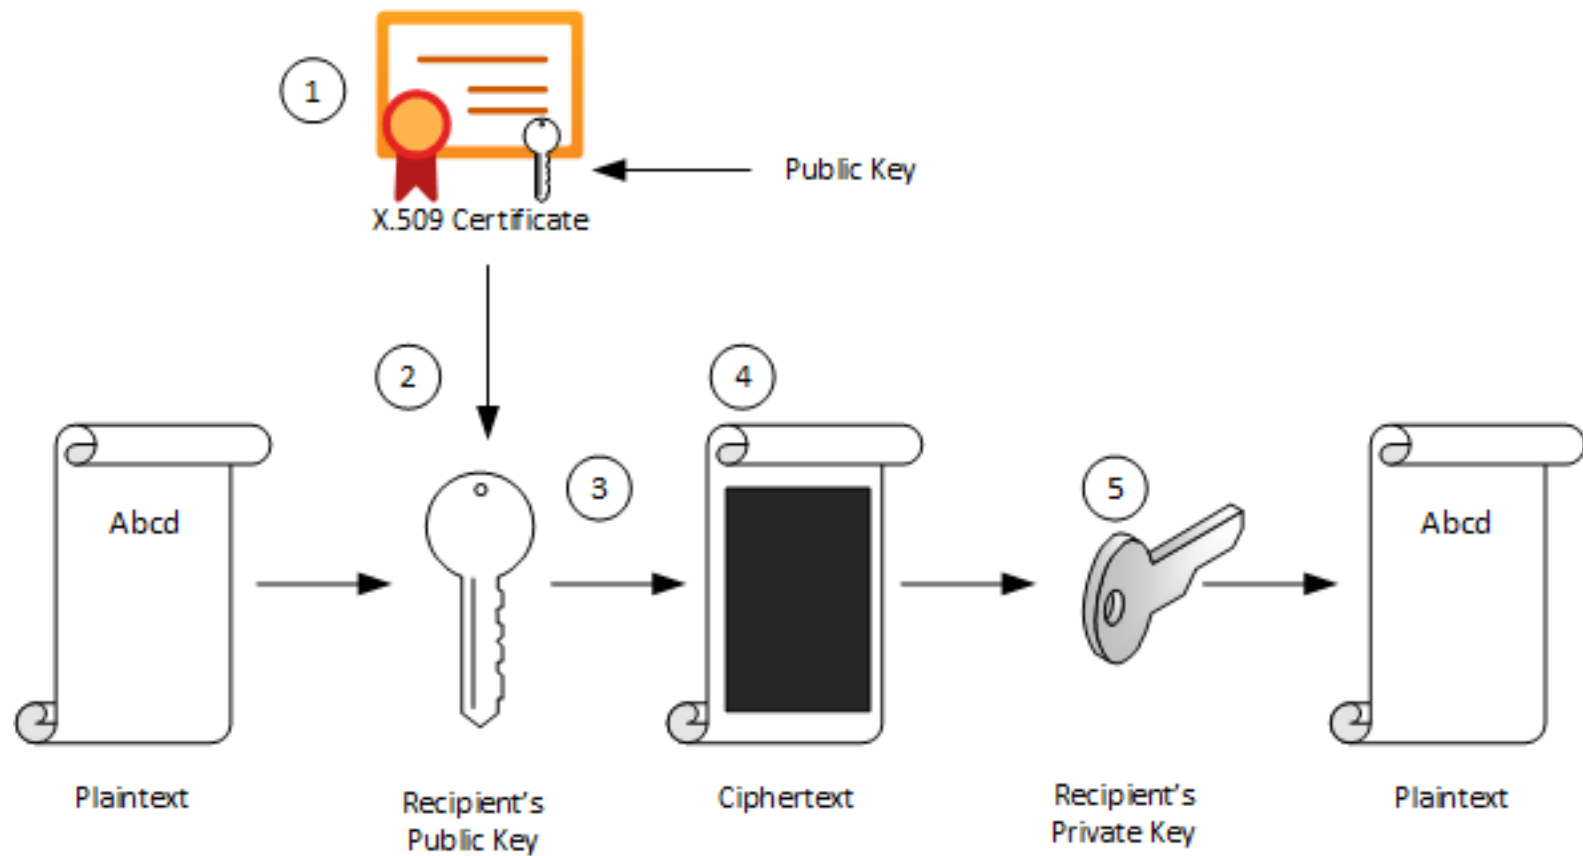 1
Public Key
X.509 Certificate
2
4
3
5
Abcd
Abcd
Plaintext
Recipient's
Public Key
Ciphertext
Recipient's
Private Key
Plaintext